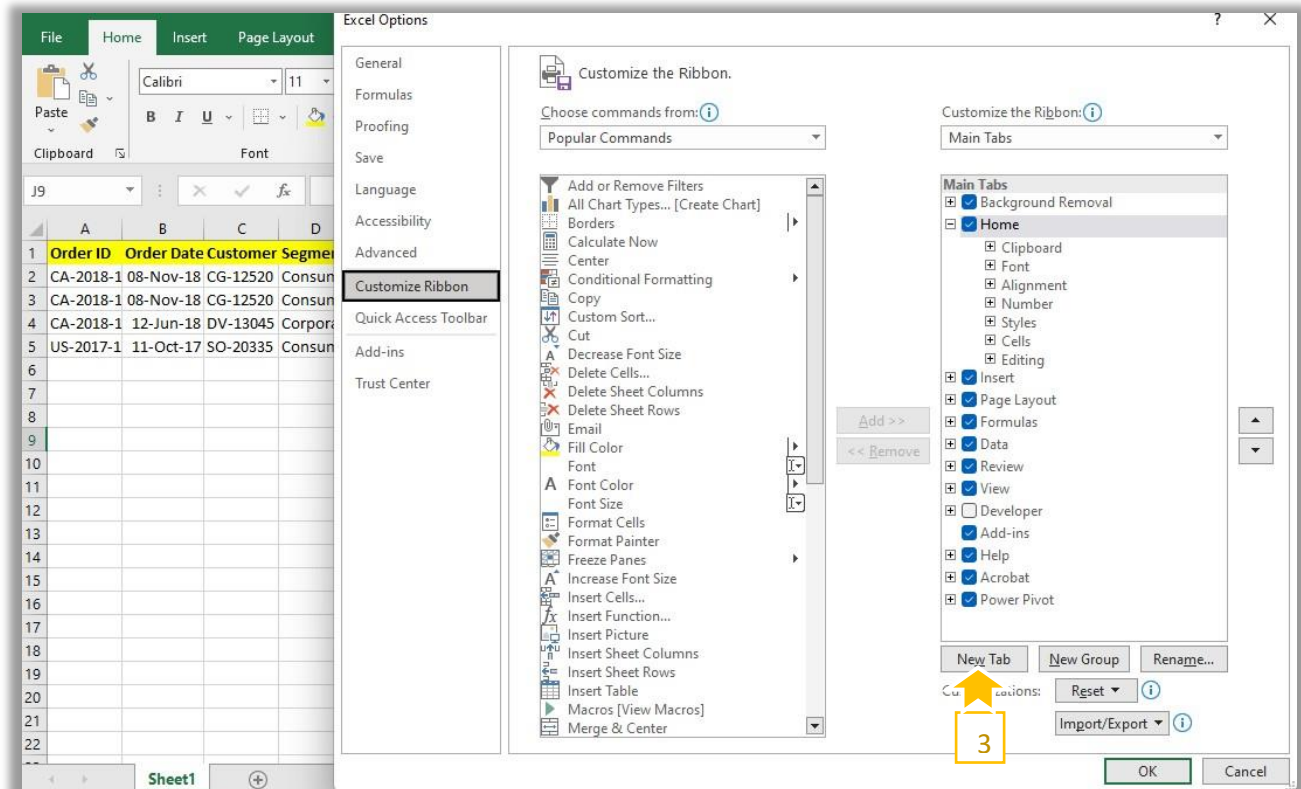 File Home Insert Page Layout
Paste
Calibri 11
B I U
Clipboard Font
J9 fx
A B C D
1 Order ID Order Date Customer Segme
2 CA-2018-1 08-Nov-18 CG-12520 Consun
3 CA-2018-1 08-Nov-18 CG-12520 Consun
4 CA-2018-1 12-Jun-18 DV-13045 Corpora
5 US-2017-1 11-Oct-17 SO-20335 Consun
6
7
8
9
10
11
12
13
14
15
16
17
18
19
20
21
22
Sheet1
Excel Options ?
General
Formulas
Proofing
Save
Language
Accessibility
Advanced
Customize Ribbon
Quick Access Toolbar
Add-ins
Trust Center
Customize the Ribbon.
Choose commands from:
Popular Commands
Add or Remove Filters
All Chart Types... [Create Chart]
Borders
Calculate Now
Center
Conditional Formatting
Copy
Custom Sort...
Cut
Decrease Font Size
Delete Cells...
Delete Sheet Columns
Delete Sheet Rows
Email
Fill Color
Font
Font Color
Font Size
Format Cells
Format Painter
Freeze Panes
Increase Font Size
Insert Cells...
Insert Function...
Insert Picture
Insert Sheet Columns
Insert Sheet Rows
Insert Table
Macros [View Macros]
Merge & Center
Add >>
<< Remove
Customize the Ribbon:
Main Tabs
Main Tabs
Background Removal
Home
Clipboard
Font
Alignment
Number
Styles
Cells
Editing
Insert
Page Layout
Formulas
Data
Review
View
Developer
Add-ins
Help
Acrobat
Power Pivot
New Tab New Group Rename...
Reset
Import/Export
3
OK Cancel